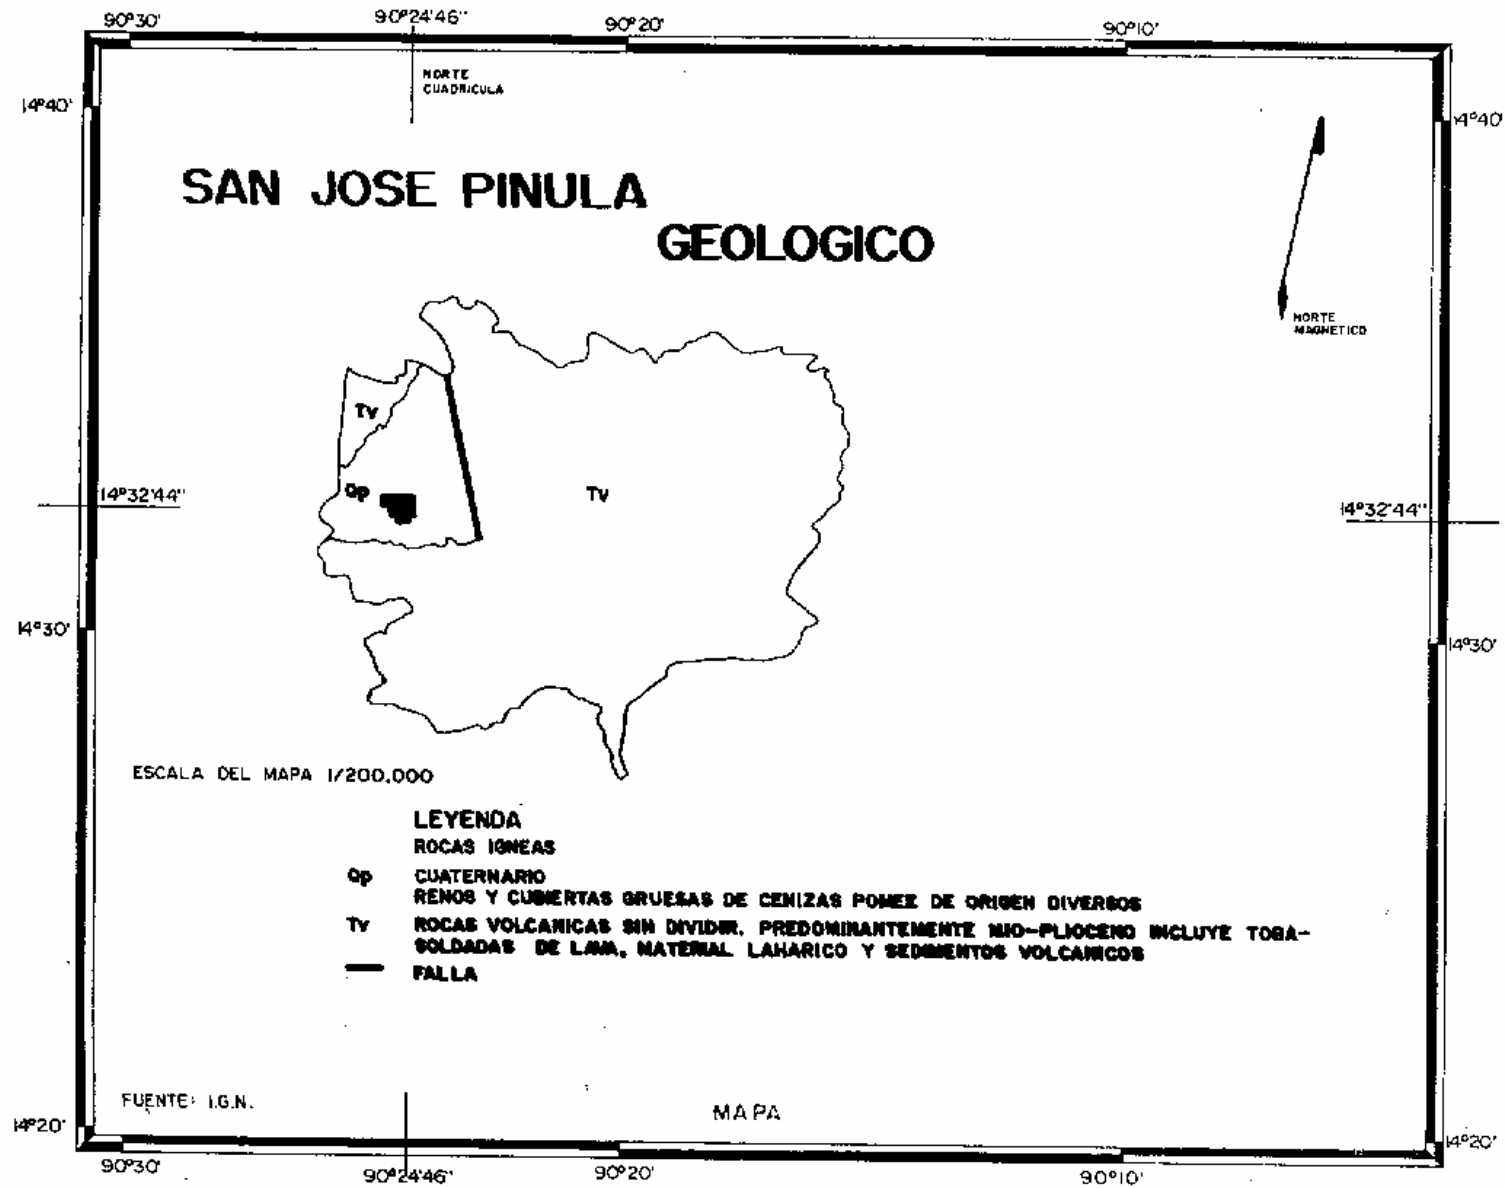 90°30'
90°24'46"
90°20'
90°10'
NORTE
CUADRICULA
14°40'
14°40'
SAN JOSE PINULA
GEOLOGICO
NORTE
MAGNETICO
Tv
Qp
Tv
14°32'44"
14°32'44"
14°30'
14°30'
ESCALA DEL MAPA 1/200,000
LEYENDA
ROCAS IGNEAS
Qp CUATERNARIO
RENOS Y CUBIERTAS GRUESAS DE CENIZAS POMEZ DE ORIGEN DIVERSOS
Tv ROCAS VOLCANICAS SIN DIVIDIR. PREDOMINANTEMENTE MIO-PLIOCENO INCLUYE TOBA-
SOLDADAS DE LAVA, MATERIAL LAHARICO Y SEDIMENTOS VOLCANICOS
FALLA
FUENTE: I.G.N.
MAPA
14°20'
14°20'
90°30'
90°24'46"
90°20'
90°10'